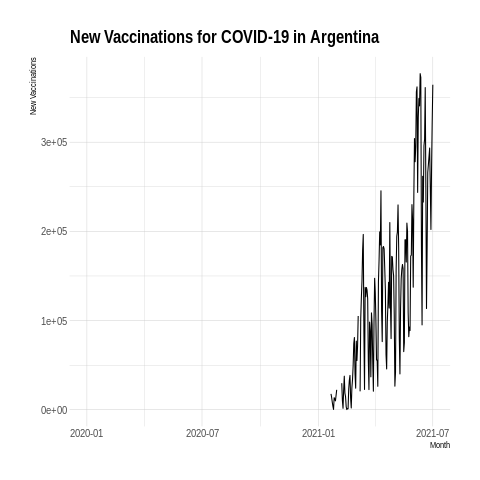 New Vaccinations for COVID-19 in Argentina
New Vaccinations
3e+05
2e+05
1e+05
0e+00
2020-01 2020-07 2021-01 2021-07
Month